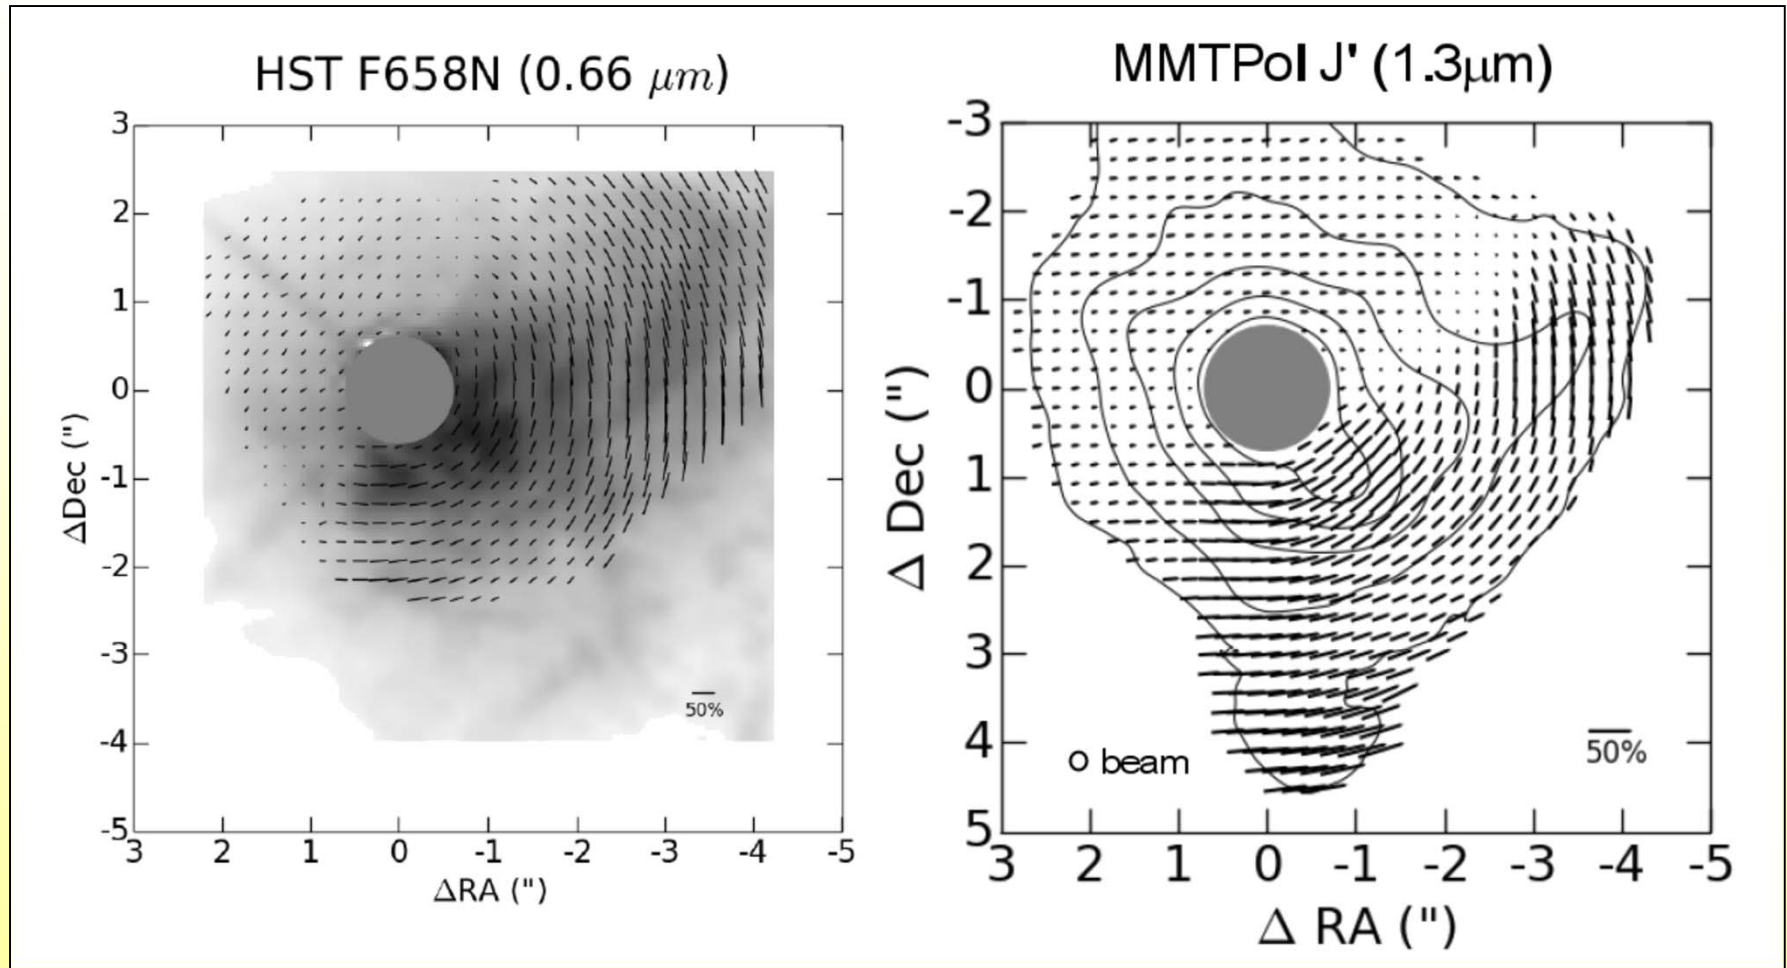 HST F658N (0.66 μm)
3
2
1
0
-1
-2
-3
-4
-5
ΔDec (")
50%
3 2 1 0 -1 -2 -3 -4 -5
ΔRA (")
MMTPol J' (1.3μm)
-3
-2
-1
0
1
2
3
4
5
Δ Dec (")
beam
50%
3 2 1 0 -1 -2 -3 -4 -5
Δ RA (")